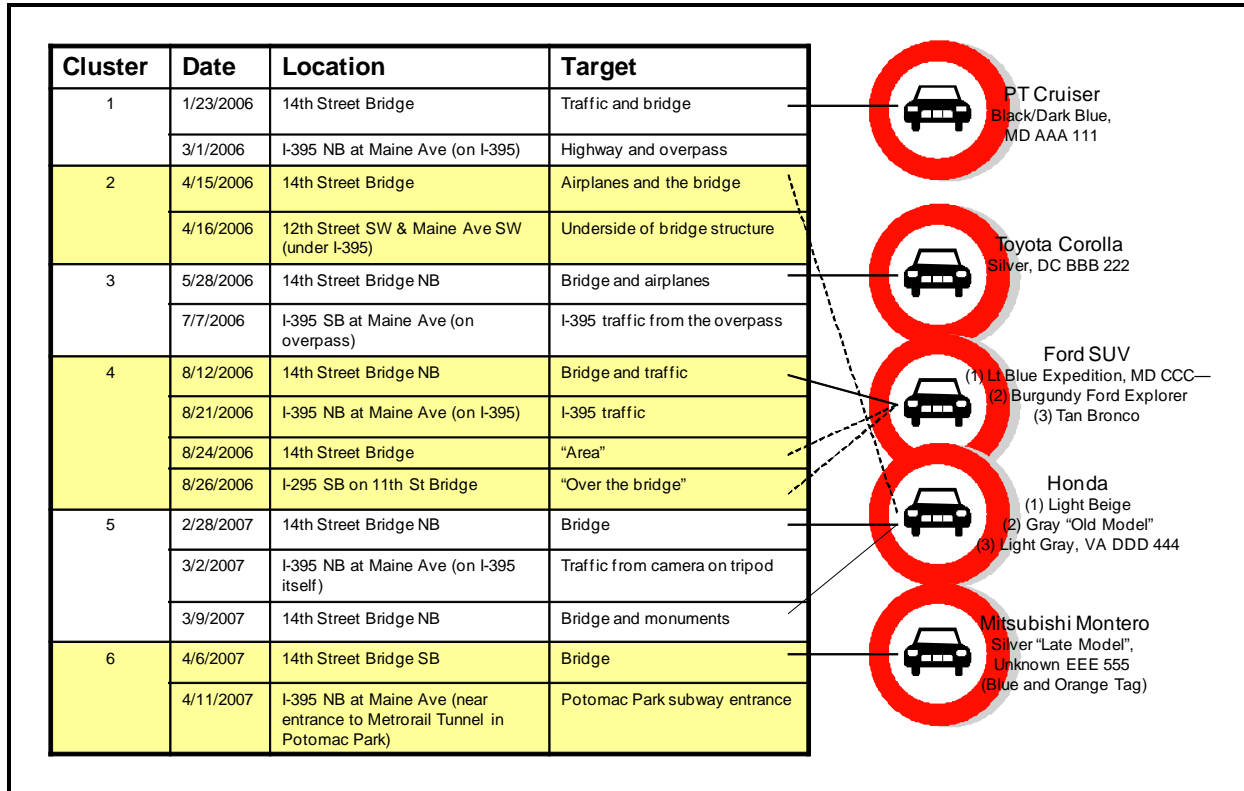 Cluster Date Location Target
1 1/23/2006 14th Street Bridge Traffic and bridge
3/1/2006 I-395 NB at Maine Ave (on I-395) Highway and overpass
2 4/15/2006 14th Street Bridge Airplanes and the bridge
4/16/2006 12th Street SW & Maine Ave SW Underside of bridge structure
(under I-395)
3 5/28/2006 14th Street Bridge NB Bridge and airplanes
7/7/2006 I-395 SB at Maine Ave (on I-395 traffic from the overpass
overpass)
4 8/12/2006 14th Street Bridge NB Bridge and traffic
8/21/2006 I-395 NB at Maine Ave (on I-395) I-395 traffic
8/24/2006 14th Street Bridge “Area”
8/26/2006 I-295 SB on 11th St Bridge “Over the bridge”
5 2/28/2007 14th Street Bridge NB Bridge
3/2/2007 I-395 NB at Maine Ave (on I-395 Traffic from camera on tripod
itself)
3/9/2007 14th Street Bridge NB Bridge and monuments
6 4/6/2007 14th Street Bridge SB Bridge
4/11/2007 I-395 NB at Maine Ave (near Potomac Park subway entrance
entrance to Metrorail Tunnel in
Potomac Park)
PT Cruiser
Black/Dark Blue,
MD AAA 111
Toyota Corolla
Silver, DC BBB 222
Ford SUV
(1) Lt Blue Expedition, MD CCC—
(2) Burgundy Ford Explorer
(3) Tan Bronco
Honda
(1) Light Beige
(2) Gray “Old Model”
(3) Light Gray, VA DDD 444
Mitsubishi Montero
Silver “Late Model”,
Unknown EEE 555
(Blue and Orange Tag)